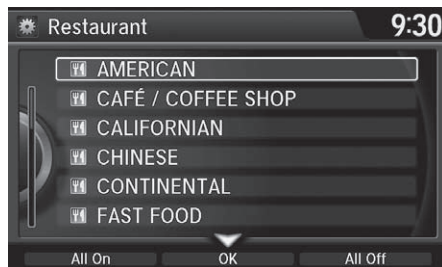 Restaurant 9:30
AMERICAN
CAFÉ / COFFEE SHOP
CALIFORNIAN
CHINESE
CONTINENTAL
FAST FOOD
All On OK All Off